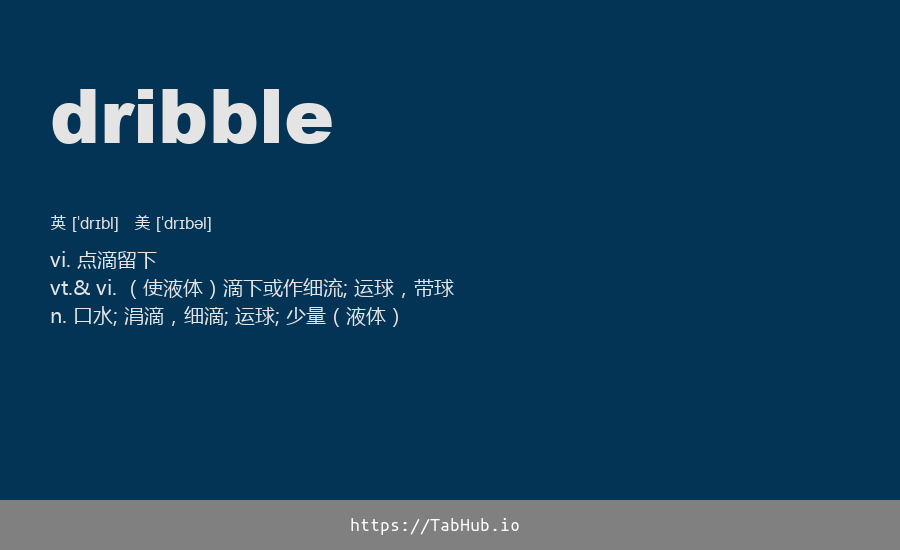 dribble
英 [ˈdrɪbl] 美 [ˈdrɪbəl]
vi. 点滴留下
vt.& vi. （使液体）滴下或作细流; 运球，带球
n. 口水; 涓滴，细滴; 运球; 少量（液体）
https://TabHub.io